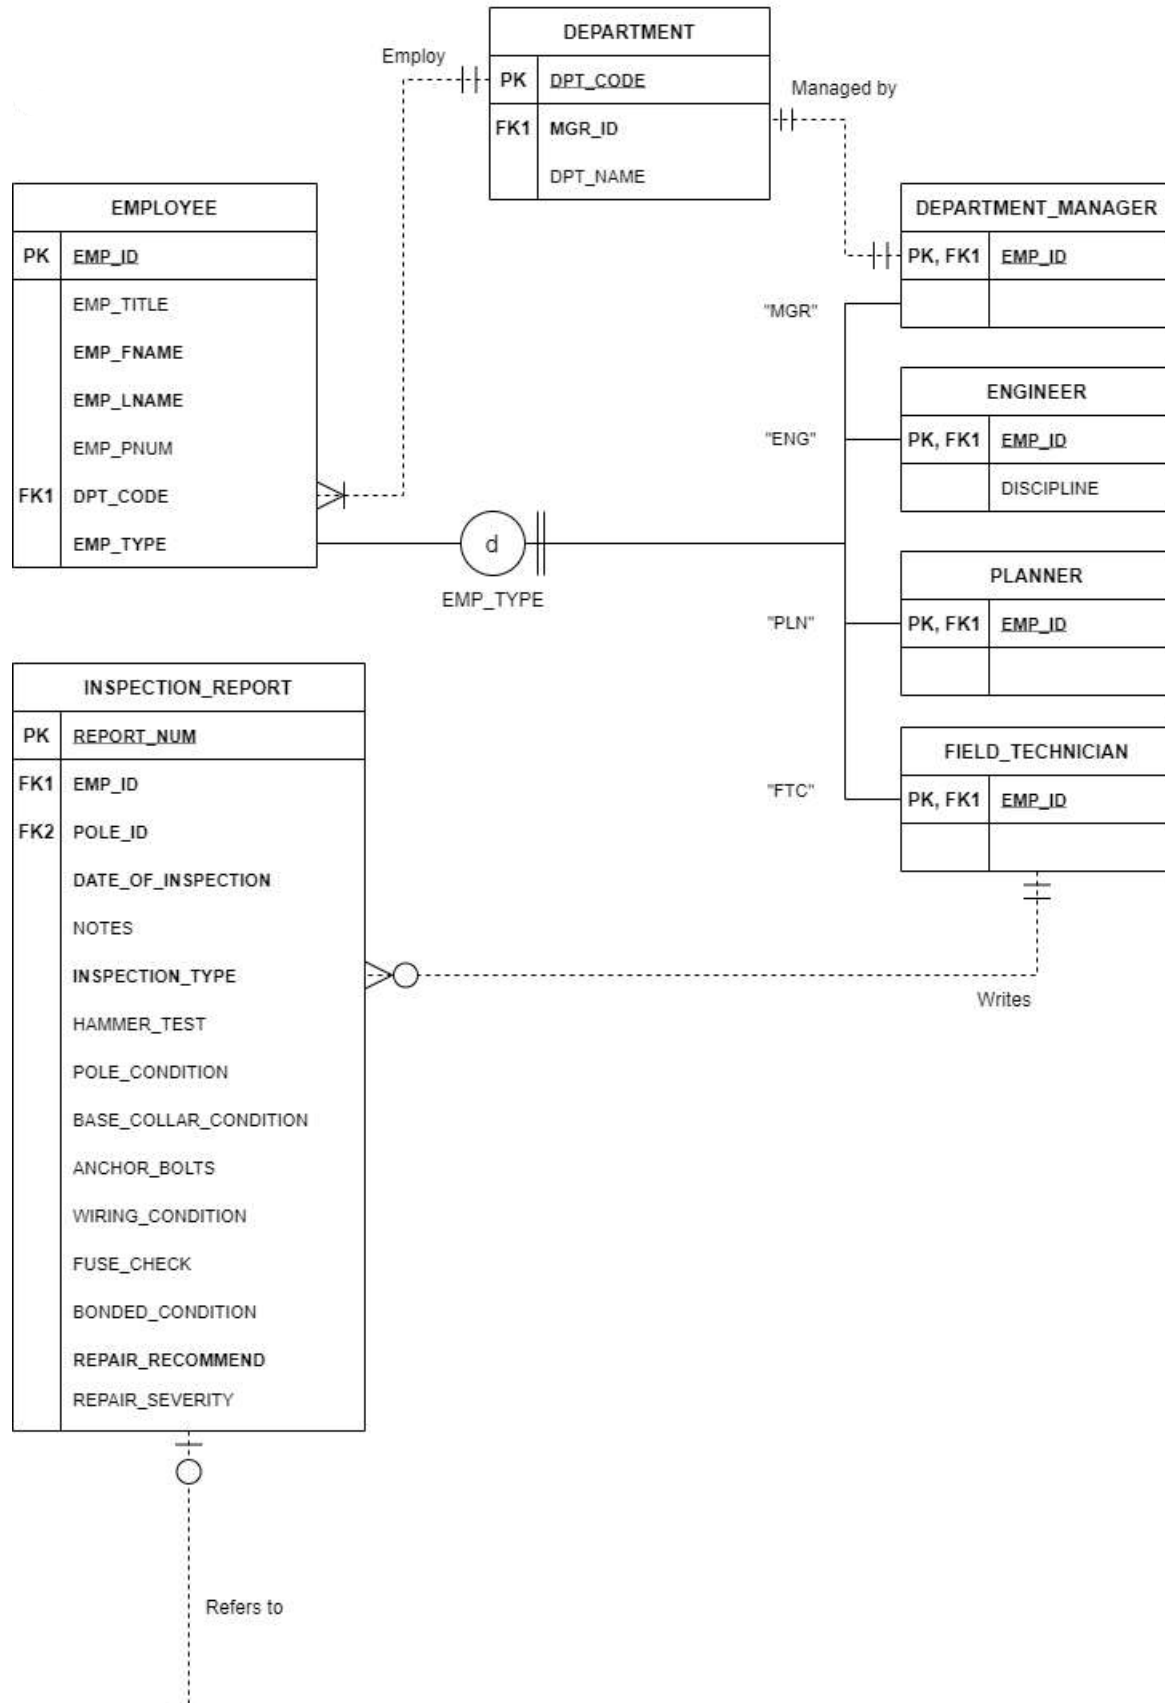 DEPARTMENT
PK DPT_CODE
FK1 MGR_ID
DPT_NAME
Employ
Managed by
EMPLOYEE
PK EMP_ID
EMP_TITLE
EMP_FNAME
EMP_LNAME
EMP_PNUM
FK1 DPT_CODE
EMP_TYPE
d
EMP_TYPE
DEPARTMENT_MANAGER
PK, FK1 EMP_ID
"MGR"
ENGINEER
"ENG"
PK, FK1 EMP_ID
DISCIPLINE
PLANNER
"PLN"
PK, FK1 EMP_ID
FIELD_TECHNICIAN
"FTC"
PK, FK1 EMP_ID
INSPECTION_REPORT
PK REPORT_NUM
FK1 EMP_ID
FK2 POLE_ID
DATE_OF_INSPECTION
NOTES
INSPECTION_TYPE
HAMMER_TEST
POLE_CONDITION
BASE_COLLAR_CONDITION
ANCHOR_BOLTS
WIRING_CONDITION
FUSE_CHECK
BONDED_CONDITION
REPAIR_RECOMMEND
REPAIR_SEVERITY
Writes
Refers to